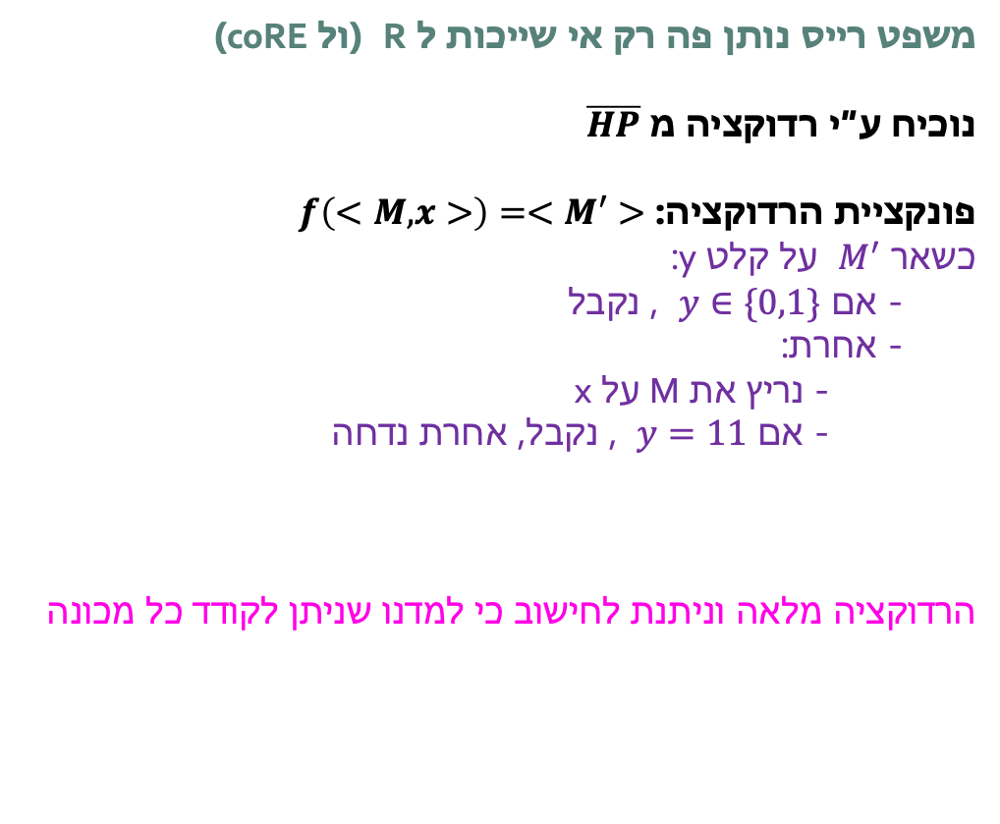 משפט רייס נותן פה רק אי שייכות ל R (ול coRE)
נוכיח ע"י רדוקציה מ $\overline{HP}$
פונקציית הרדוקציה: f(< M,x >) =< M′ >
כשאר M′ על קלט y:
- אם y ∈ {0,1} , נקבל
- אחרת:
- נריץ את M על x
- אם y = 11 , נקבל, אחרת נדחה
הרדוקציה מלאה וניתנת לחישוב כי למדנו שניתן לקודד כל מכונה